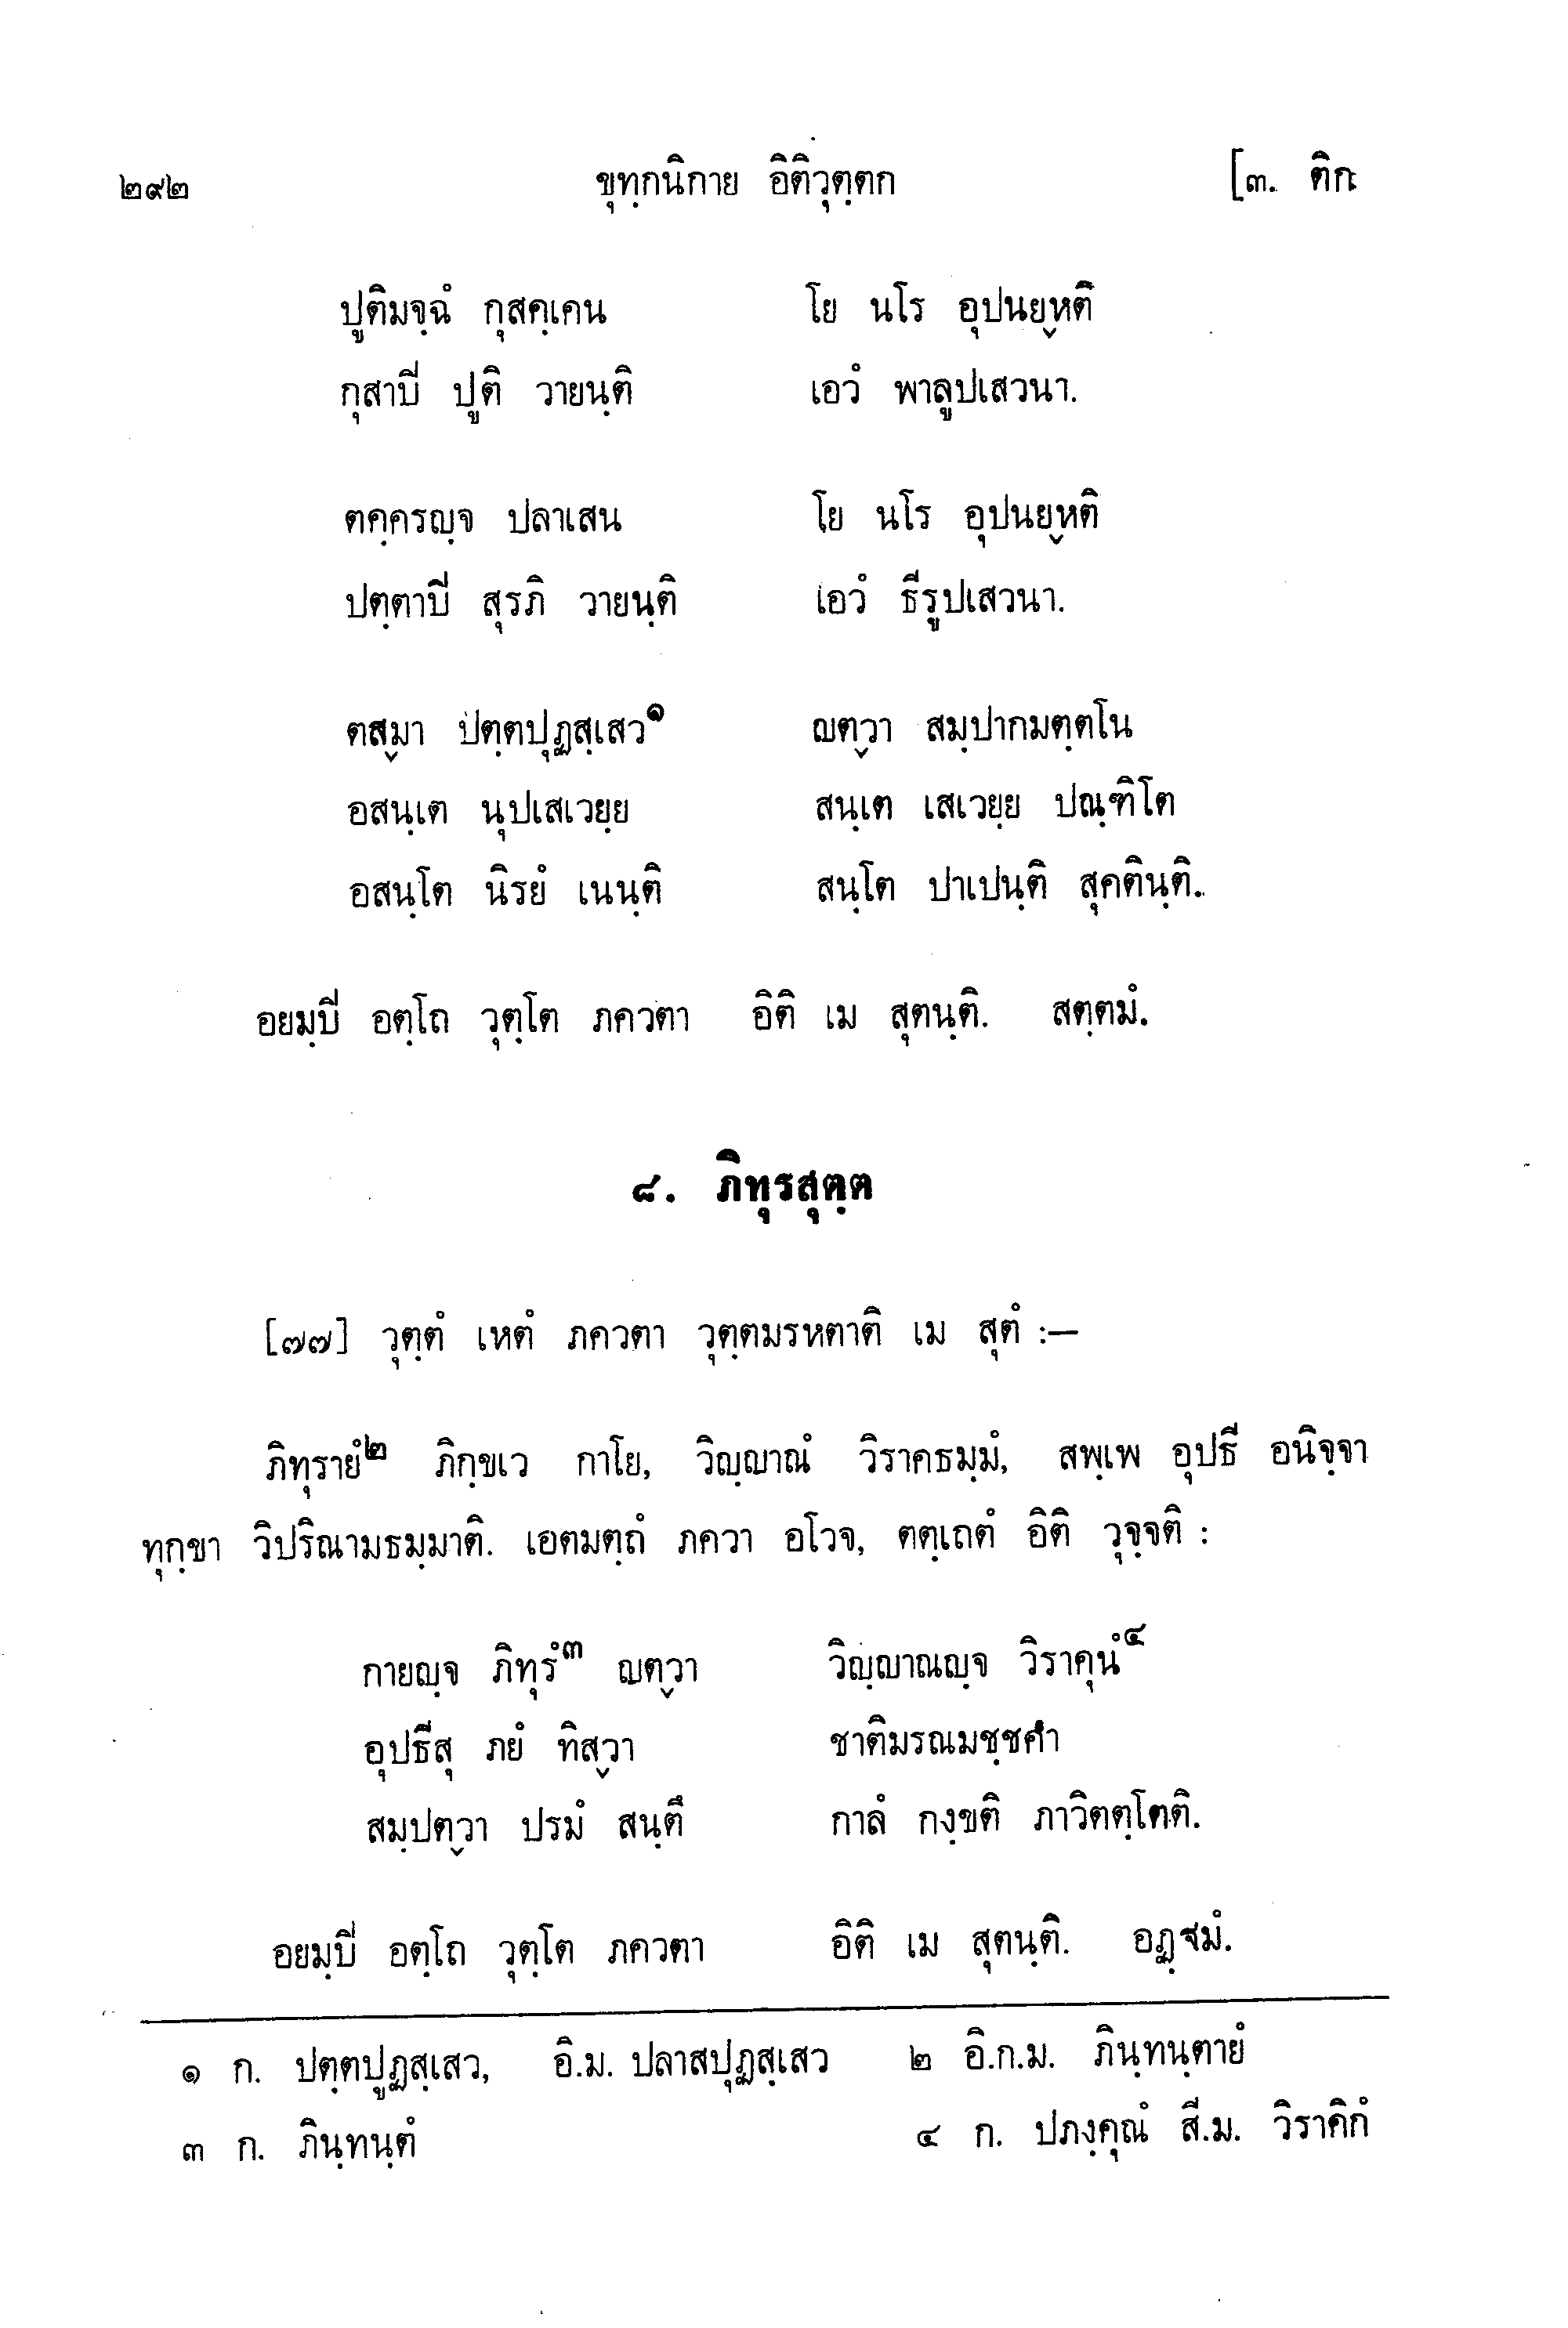 ๒๙๒ ขุทฺกนิกาย อิติวุตฺตก [๓. ติก
ปูติมจฺฉํ กุสคฺเคน โย นโร อุปนยฺหติ
กุสาปิ ปูติ วายนฺติ เอวํ พาลูปเสวนา.
ตคฺครญฺจ ปลาเสน โย นโร อุปนยฺหติ
ปตฺตาปิ สุรภิ วายนฺติ เอวํ ธีรูปเสวนา.
ตสฺมา ปตฺตปุฏสฺเสว๑ ญตฺวา สมฺปากมตฺตโน
อสนฺเต นุปเสเวยฺย สนฺเต เสเวยฺย ปณฺฑิโต
อสนฺโต นิรยํ เนนฺติ สนฺโต ปาเปนฺติ สุคตินฺติ.
อยมฺปิ อตฺโถ วุตฺโต ภควตา อิติ เม สุตนฺติ. สตฺตมํ.
๘. ภิทุรสุตฺต
[๗๗] วุตฺตํ เหตํ ภควตา วุตฺตมรหตาติ เม สุตํ :—
ภิทุรายํ๒ ภิกฺขเว กาโย, วิญฺญาณํ วิราคธมฺมํ, สพฺเพ อุปธี อนิจฺจา
ทุกฺขา วิปริณามธมฺมาติ. เอตมตฺถํ ภควา อโวจ, ตตฺเถตํ อิติ วุจฺจติ :
กายญฺจ ภิทุรํ๓ ญตฺวา วิญฺญาณญฺจ วิราคุนํ๔
อุปธีสุ ภยํ ทิสฺวา ชาติมรณมชฺชคา
สมฺปตฺวา ปรมํ สนฺตึ กาลํ กงฺขติ ภาวิตตฺโตติ.
อยมฺปิ อตฺโถ วุตฺโต ภควตา อิติ เม สุตนฺติ. อฏฺฐมํ.
๑ ก. ปตฺตปูฏสฺเสว, อิ.ม. ปลาสปุฏสฺเสว ๒ อิ.ก.ม. ภินฺทนฺตายํ
๓ ก. ภินฺทนฺตํ ๔ ก. ปภงฺคุณํ สี.ม. วิราคิกํ